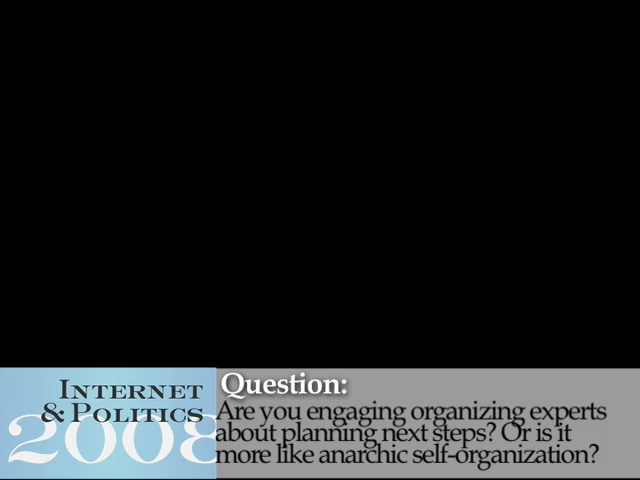 INTERNET
& POLITICS
2008
Question:
Are you engaging organizing experts
about planning next steps? Or is it
more like anarchic self-organization?